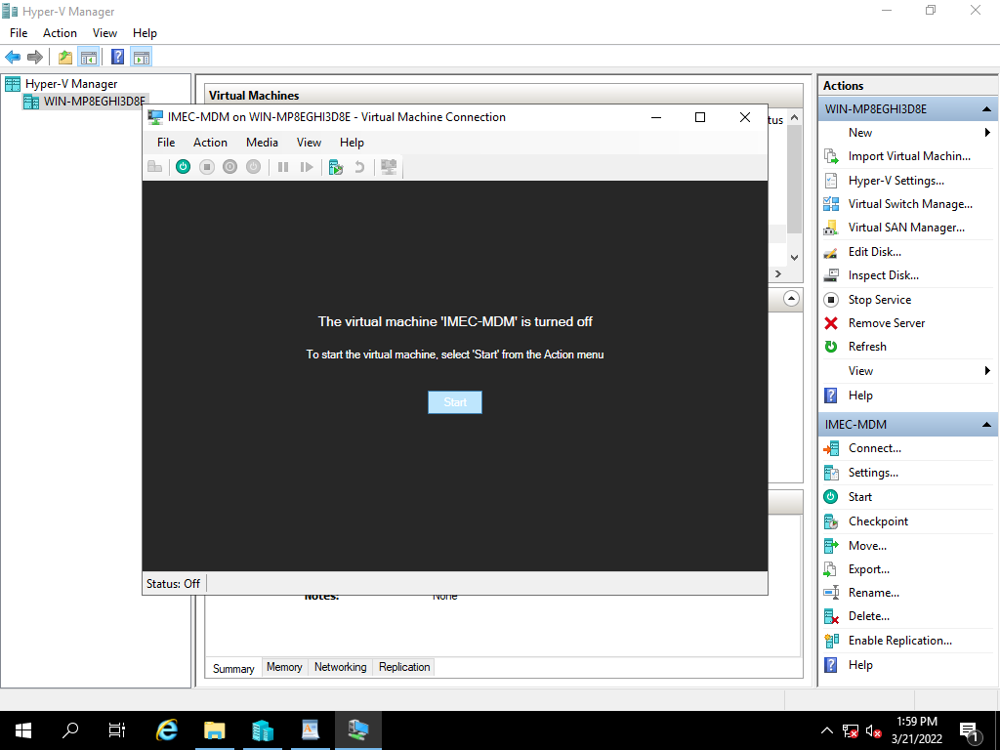 Hyper-V Manager
File Action View Help
Hyper-V Manager
WIN-MP8EGHI3D8E
Virtual Machines
tus
IMEC-MDM on WIN-MP8EGHI3D8E - Virtual Machine Connection
File Action Media View Help
The virtual machine 'IMEC-MDM' is turned off
To start the virtual machine, select 'Start' from the Action menu
Start
Status: Off
Notes: None
Summary Memory Networking Replication
Actions
WIN-MP8EGHI3D8E
New
Import Virtual Machin...
Hyper-V Settings...
Virtual Switch Manage...
Virtual SAN Manager...
Edit Disk...
Inspect Disk...
Stop Service
Remove Server
Refresh
View
Help
IMEC-MDM
Connect...
Settings...
Start
Checkpoint
Move...
Export...
Rename...
Delete...
Enable Replication...
Help
1:59 PM
3/21/2022
1